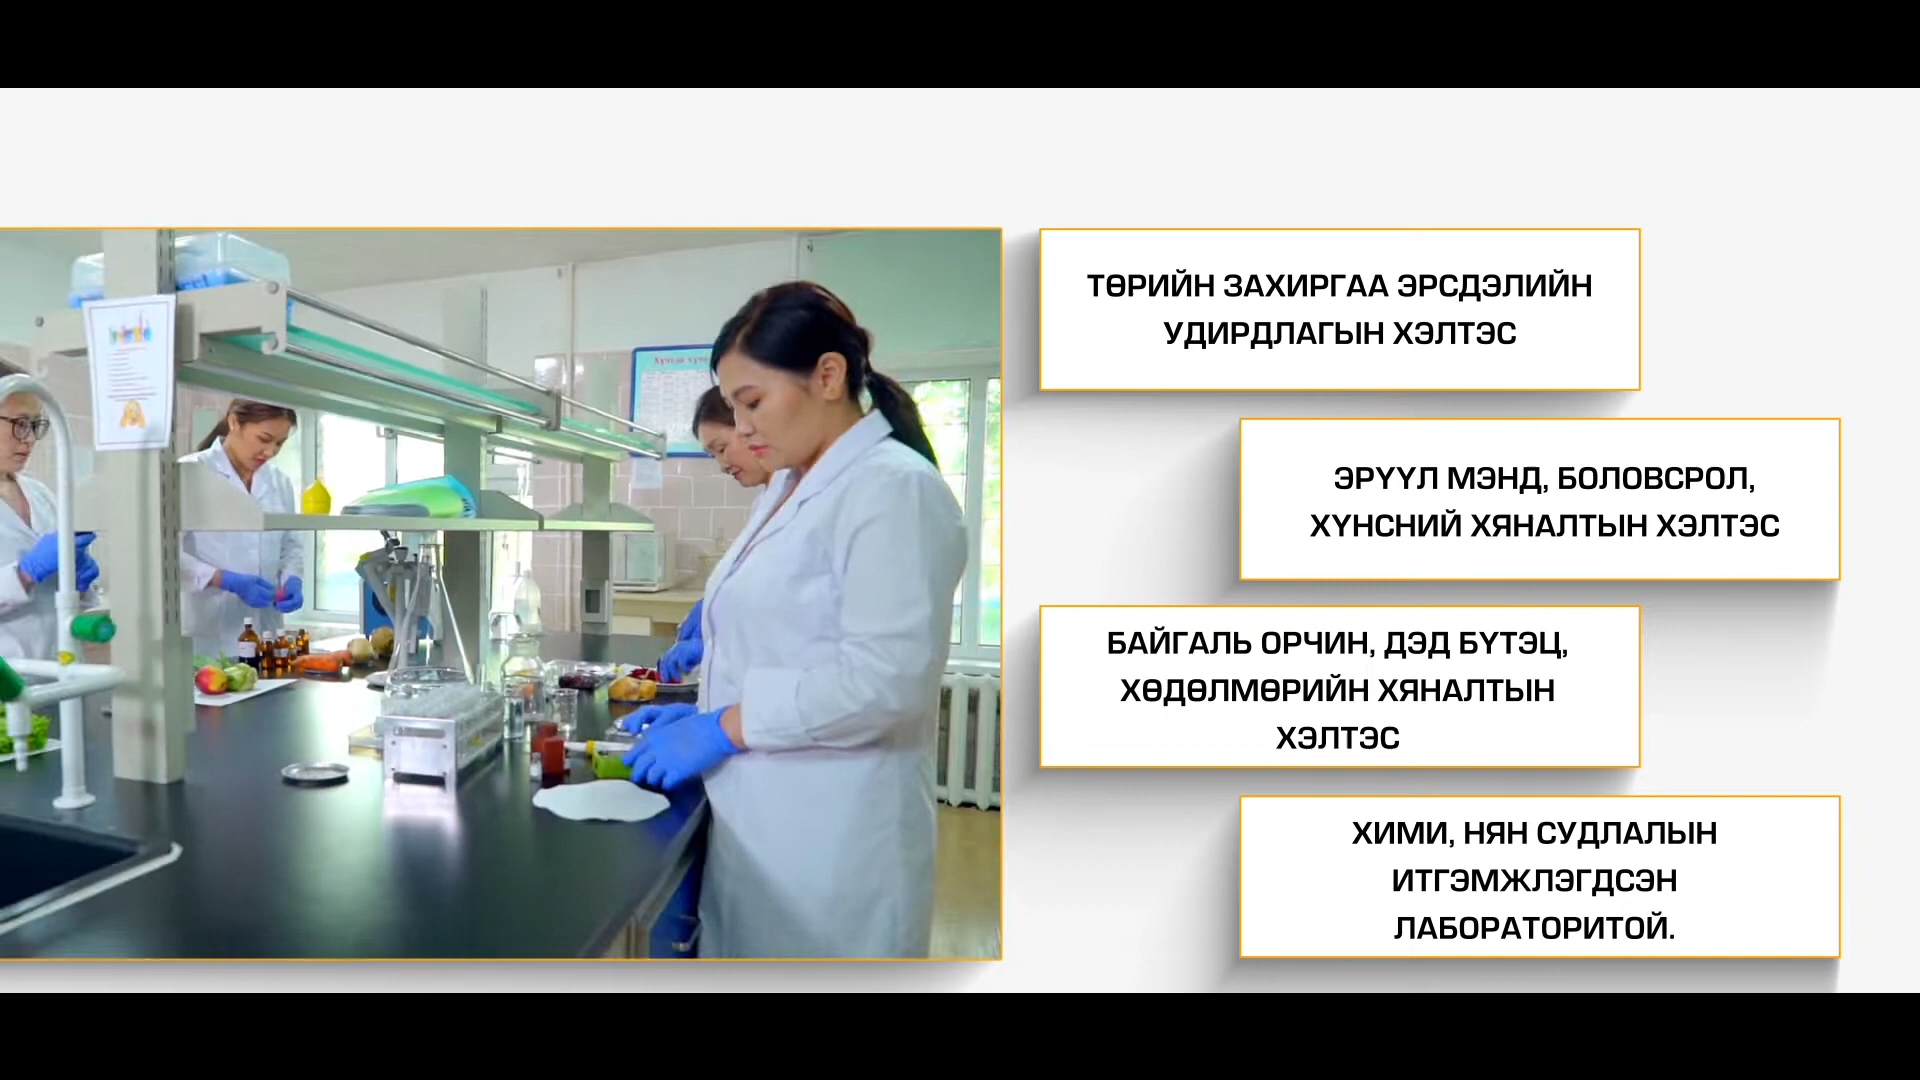 ТӨРИЙН ЗАХИРГАА ЭРСДЭЛИЙН
УДИРДЛАГЫН ХЭЛТЭС
ЭРҮҮЛ МЭНД, БОЛОВСРОЛ,
ХҮНСНИЙ ХЯНАЛТЫН ХЭЛТЭС
БАЙГАЛЬ ОРЧИН, ДЭД БҮТЭЦ,
ХӨДӨЛМӨРИЙН ХЯНАЛТЫН
ХЭЛТЭС
ХИМИ, НЯН СУДЛАЛЫН
ИТГЭМЖЛЭГДСЭН
ЛАБОРАТОРИТОЙ.